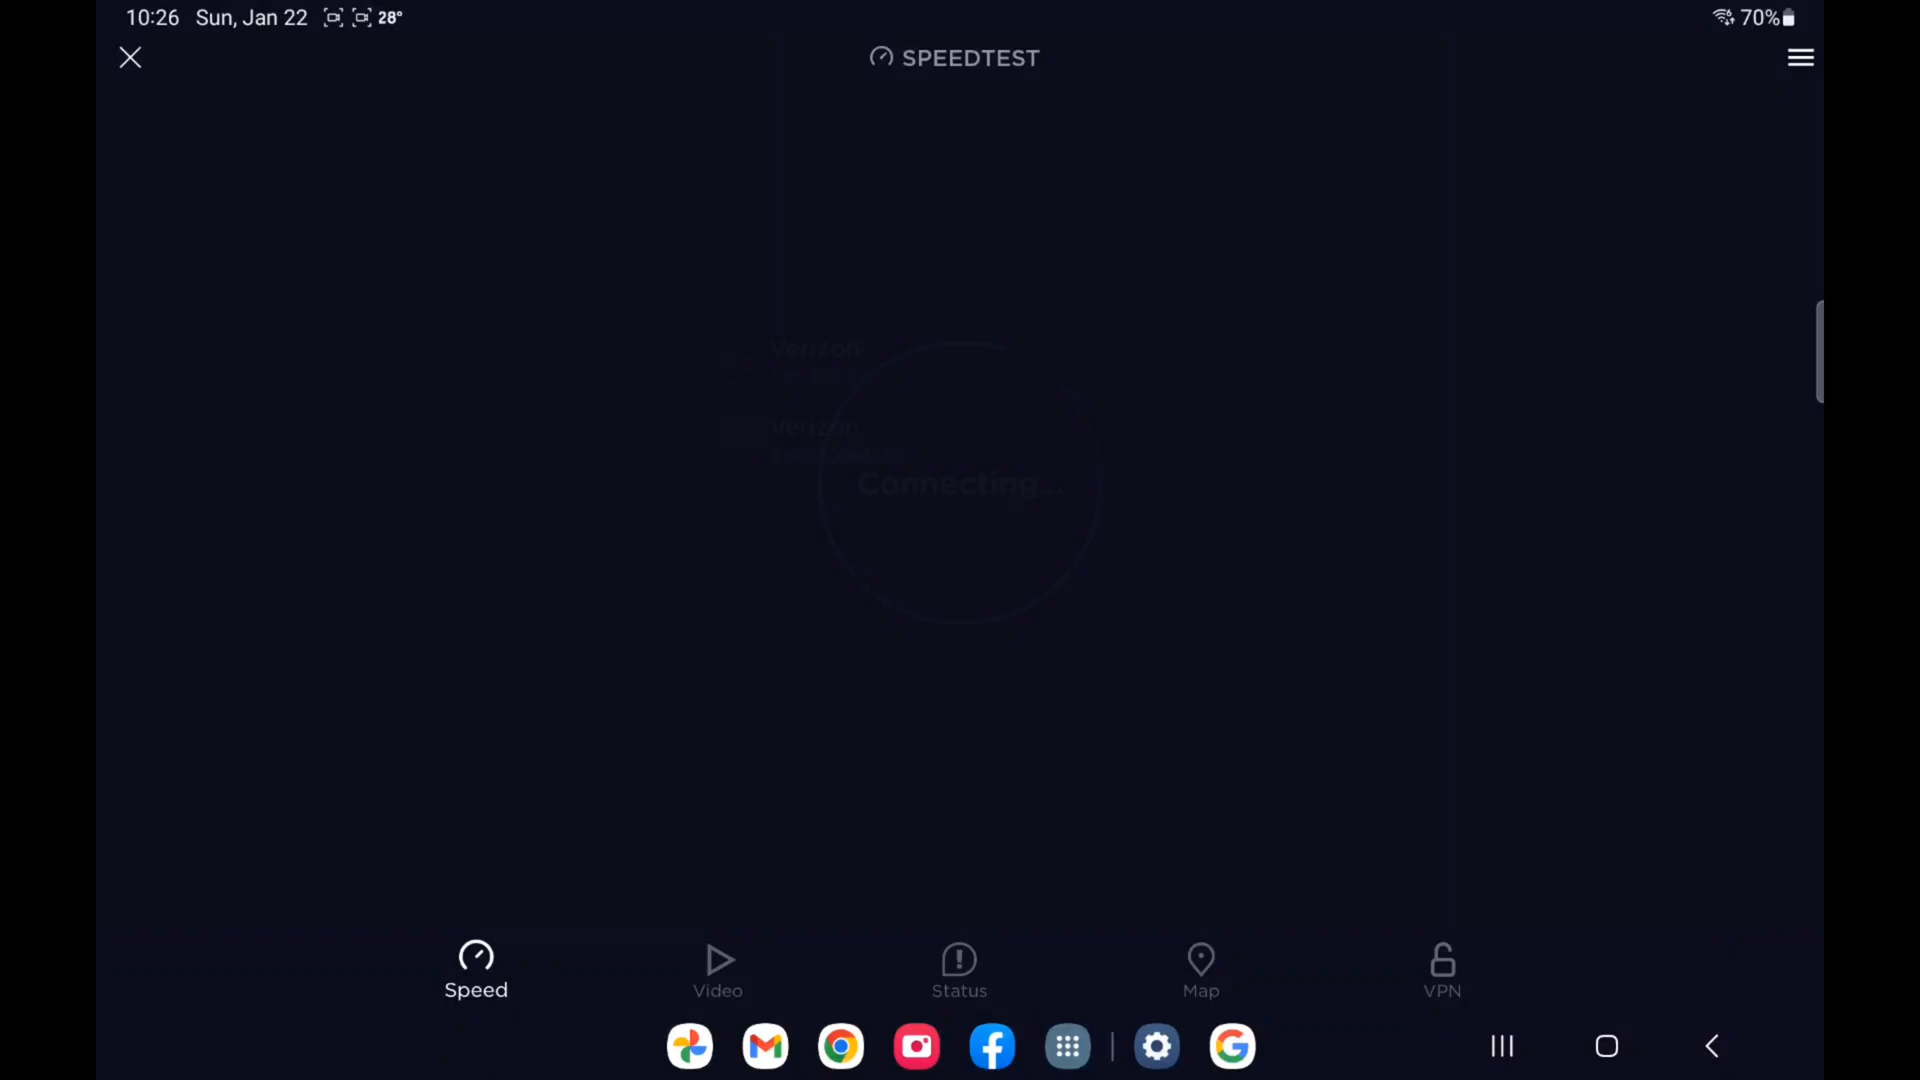 10:26 Sun, Jan 22 28° 70%
SPEEDTEST
Verizon
Verizon
Connecting...
Speed Video Status Map VPN